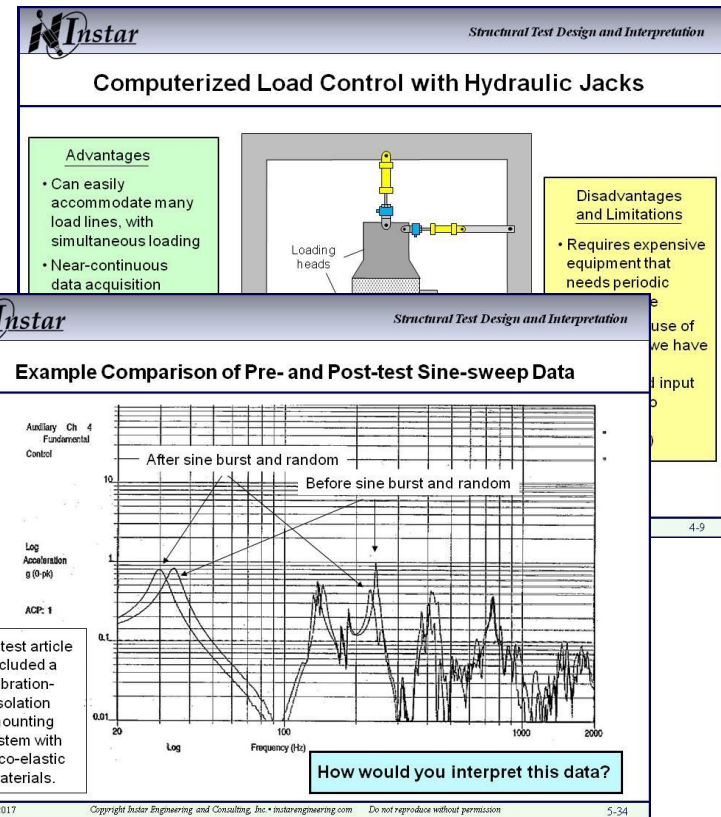 Instar
Structural Test Design and Interpretation
Computerized Load Control with Hydraulic Jacks
Advantages
• Can easily
accommodate many
load lines, with
simultaneous loading
• Near-continuous
data acquisition
Loading
heads
Disadvantages
and Limitations
• Requires expensive
equipment that
needs periodic
use of
we have
input
4-9
Instar
Structural Test Design and Interpretation
Example Comparison of Pre- and Post-test Sine-sweep Data
Auxiliary Ch 4
Fundamental
Control
After sine burst and random
Before sine burst and random
10
Log
Acceleration
g (0-pk)
1
ACP: 1
0.1
0.01
20
100
1000
2000
Log
Frequency (Hz)
test article
cluded a
bration-
solation
ounting
stem with
co-elastic
aterials.
How would you interpret this data?
2017
Copyright Instar Engineering and Consulting, Inc. • instarengineering.com
Do not reproduce without permission
5-34